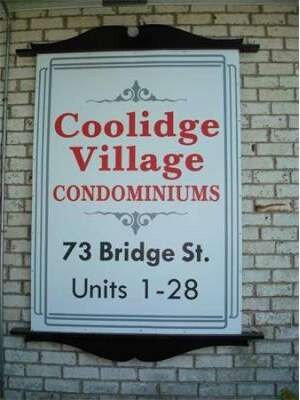 Coolidge
Village
CONDOMINIUMS
73 Bridge St.
Units 1-28